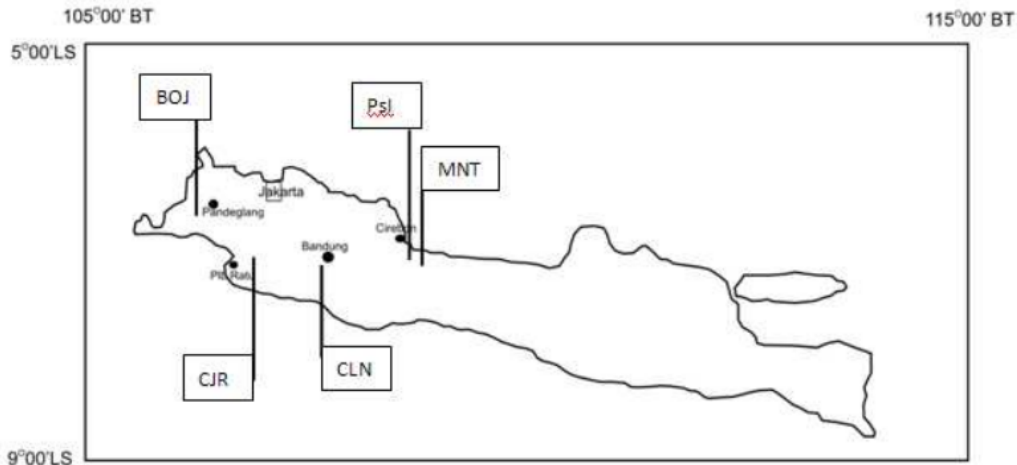 105°00' BT
115°00' BT
5°00'LS
BOJ
PsJ
MNT
Jakarta
Pandeglang
Cirebon
Bandung
Plb.Ratu
CJR
CLN
9°00'LS